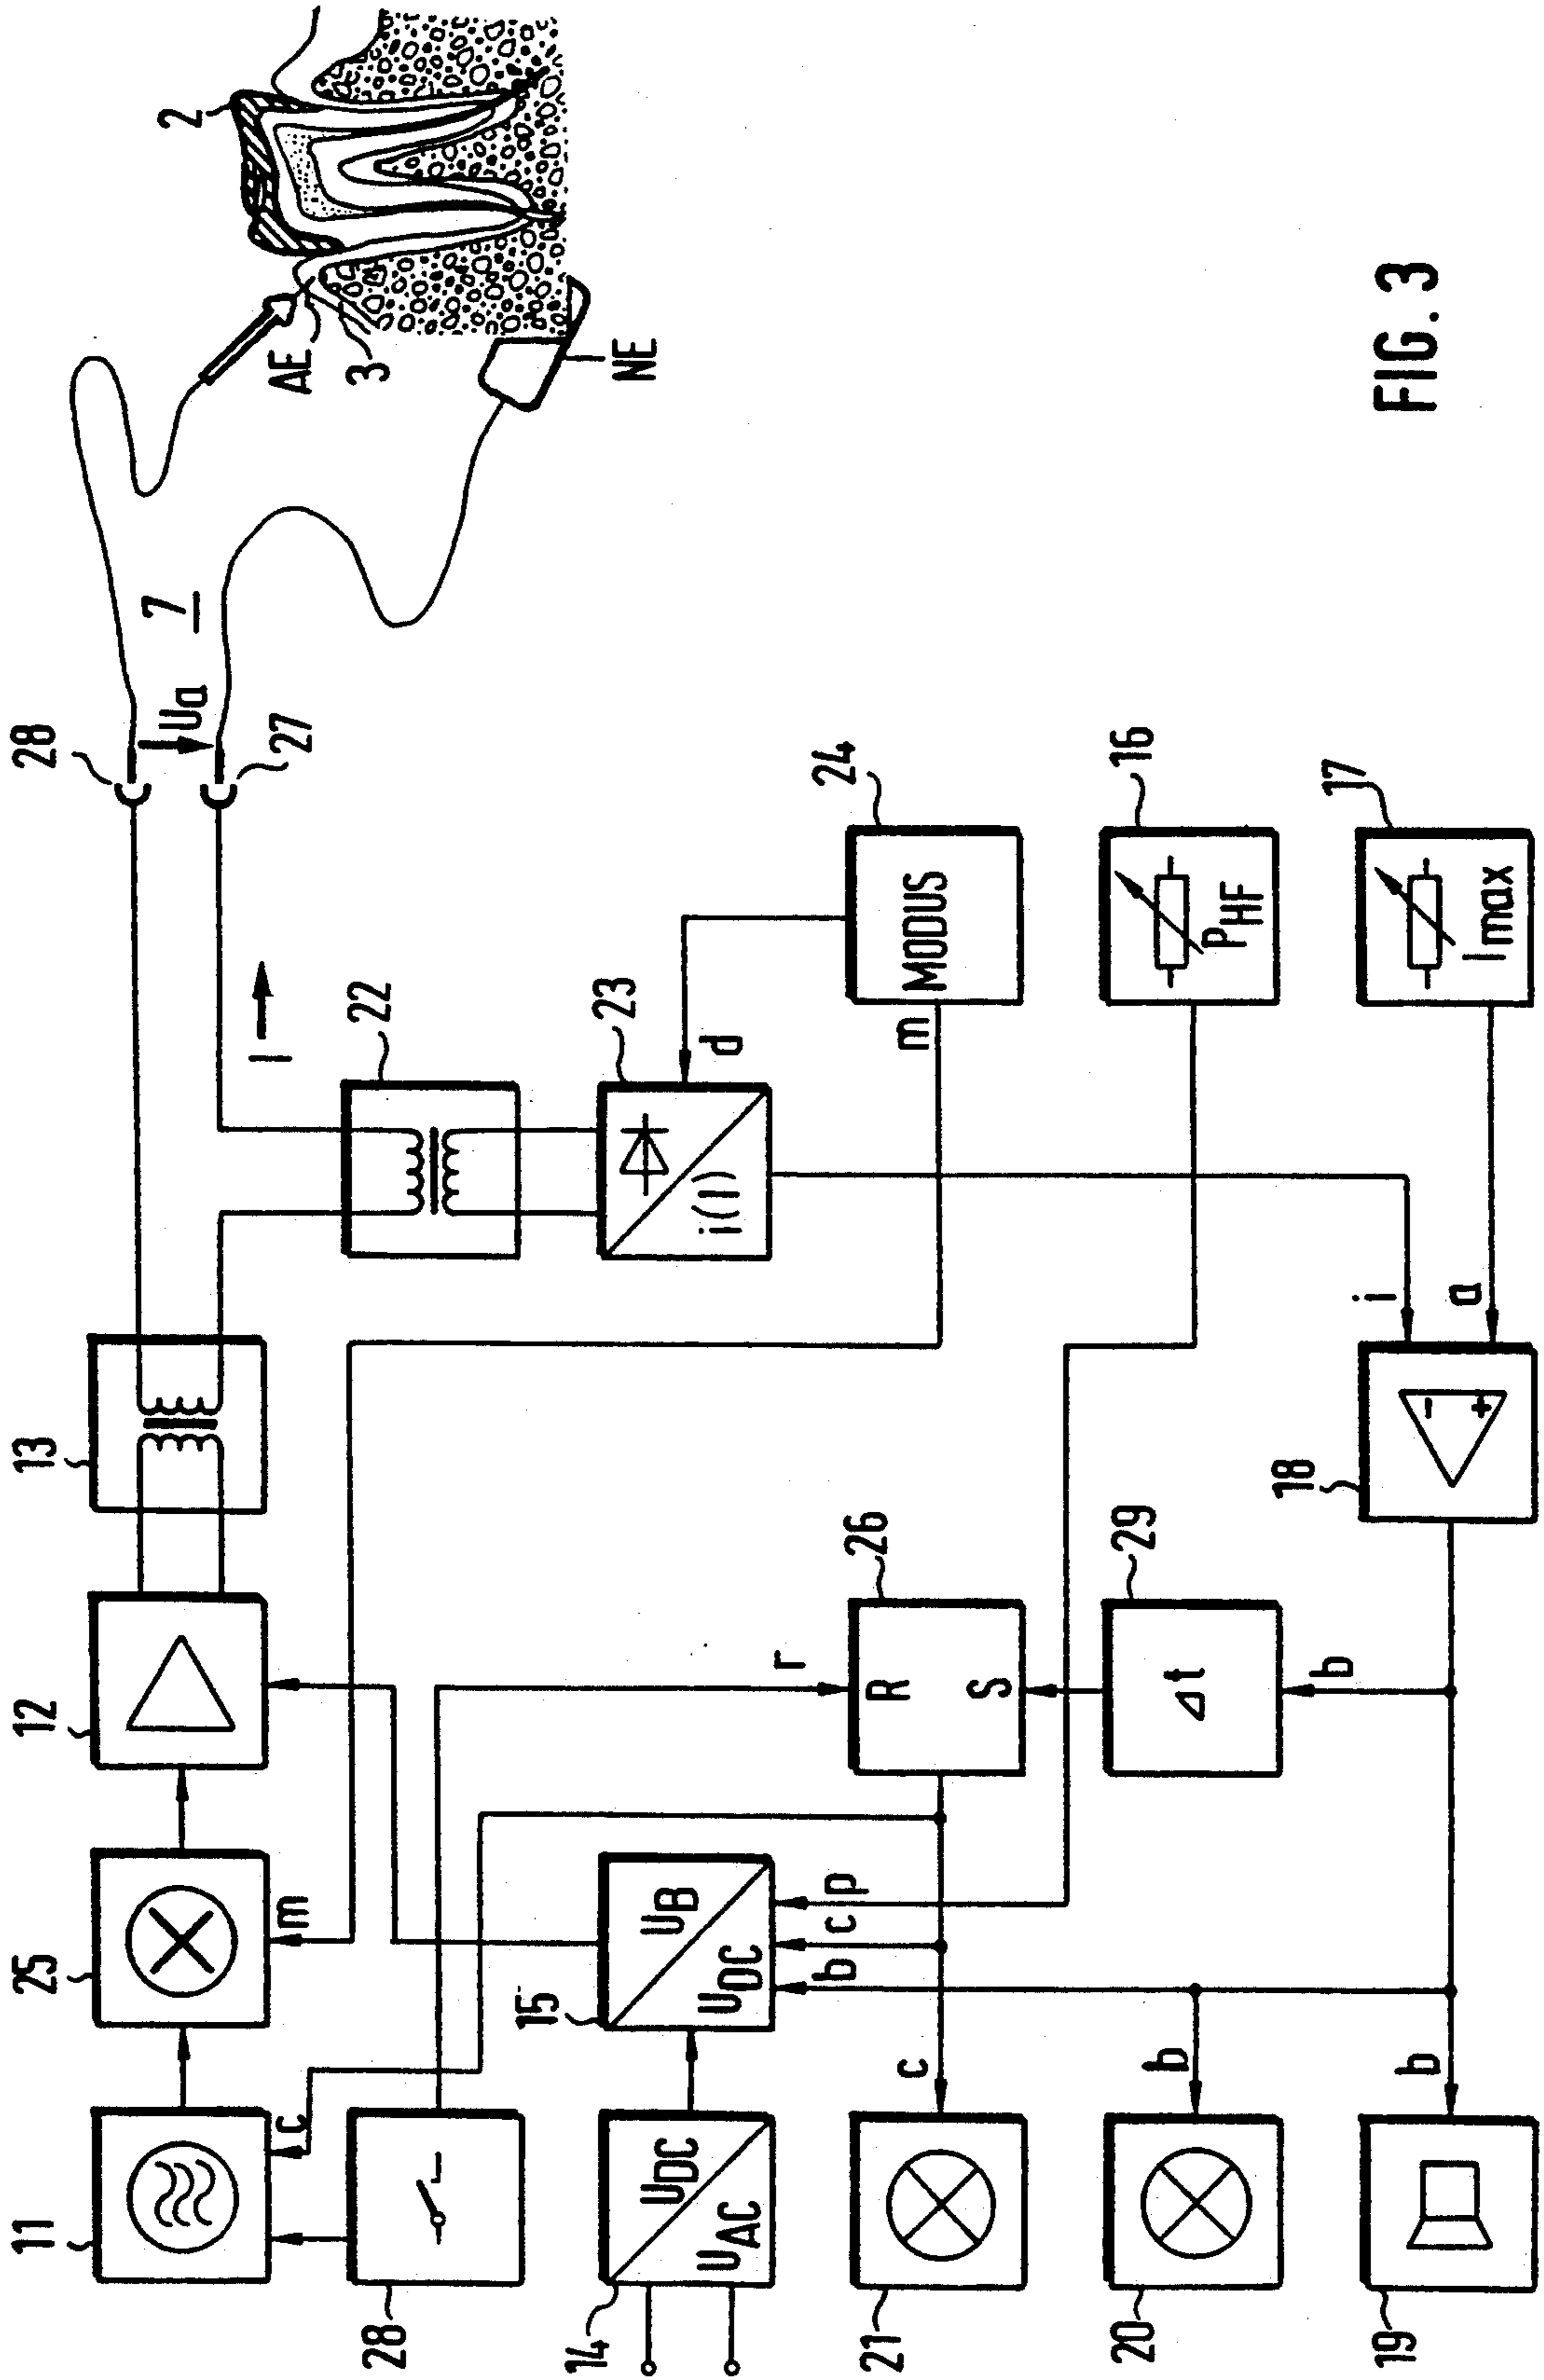 11
25
12
13
28
Ua
7
27
2
AE
3
NE
c
m
I
22
28
23
i(I)
d
24
MODUS
m
14
UDC
UAC
15
UB
UDC
b
c
p
r
26
R
S
16
PHF
21
c
29
Δt
b
17
Imax
20
b
18
-
+
i
a
19
b
FIG. 3